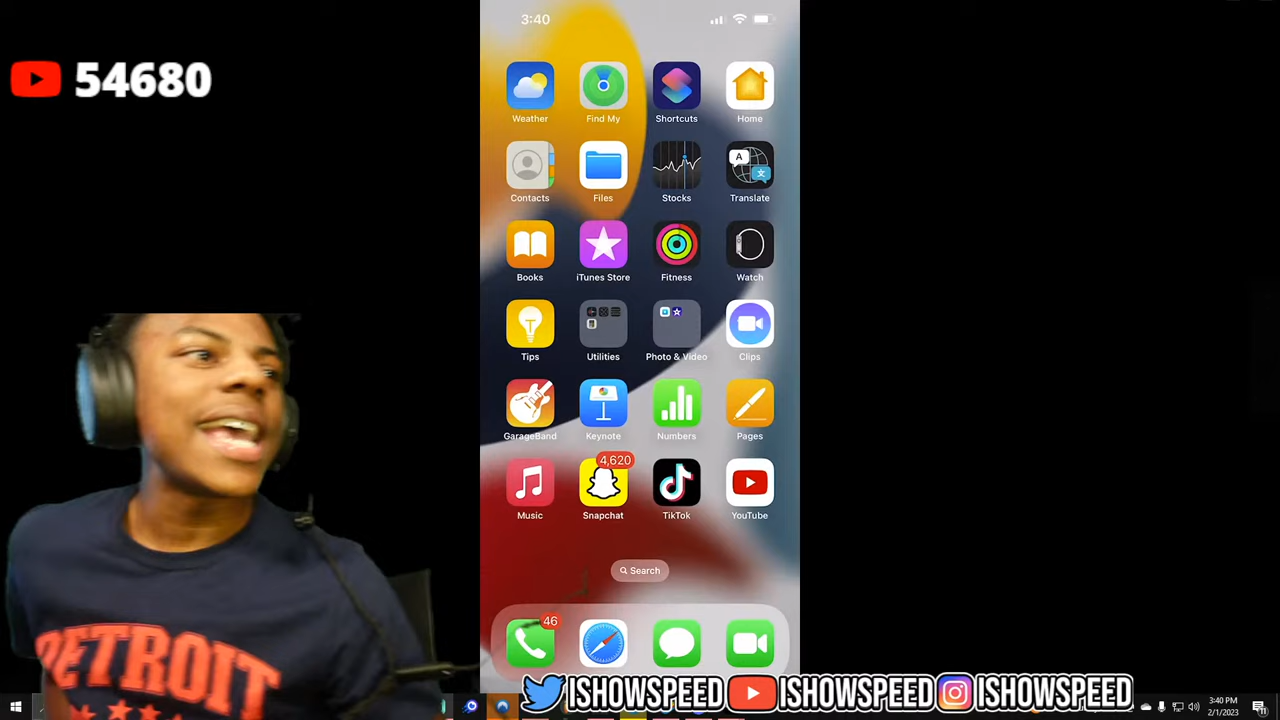 3:40
54680
Weather Find My Shortcuts Home
A 文
Contacts Files Stocks Translate
Books iTunes Store Fitness Watch
Tips Utilities Photo & Video Clips
GarageBand Keynote Numbers Pages
4,620
Music Snapchat TikTok YouTube
Search
46
DETROIT
ISHOWSPEED ISHOWSPEED ISHOWSPEED
3:40 PM
2/1/2023